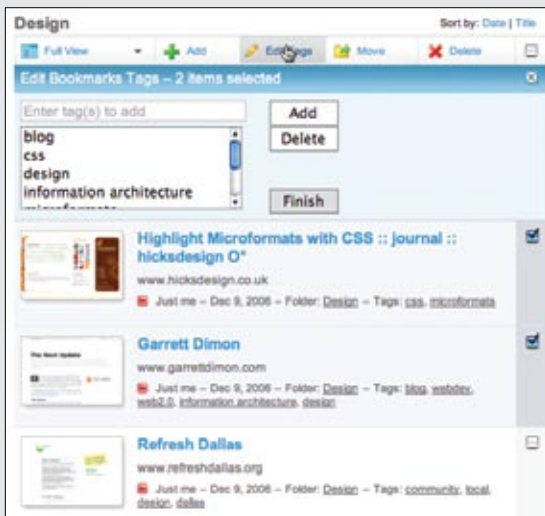 Design
Sort by: Date | Title
Full View
Add
Edit Tags
Move
Delete
Edit Bookmarks Tags – 2 items selected
Enter tag(s) to add
Add
blog
css
design
information architecture
microformats
Delete
Finish
Highlight Microformats with CSS :: journal ::
hicksdesign O*
www.hicksdesign.co.uk
Just me – Dec 9, 2006 – Folder: Design – Tags: css, microformats
Garrett Dimon
www.garrettdimon.com
Just me – Dec 9, 2006 – Folder: Design – Tags: blog, webdev,
web2.0, information architecture, design
Refresh Dallas
www.refreshdallas.org
Just me – Dec 9, 2006 – Folder: Design – Tags: community, local,
design, dallas